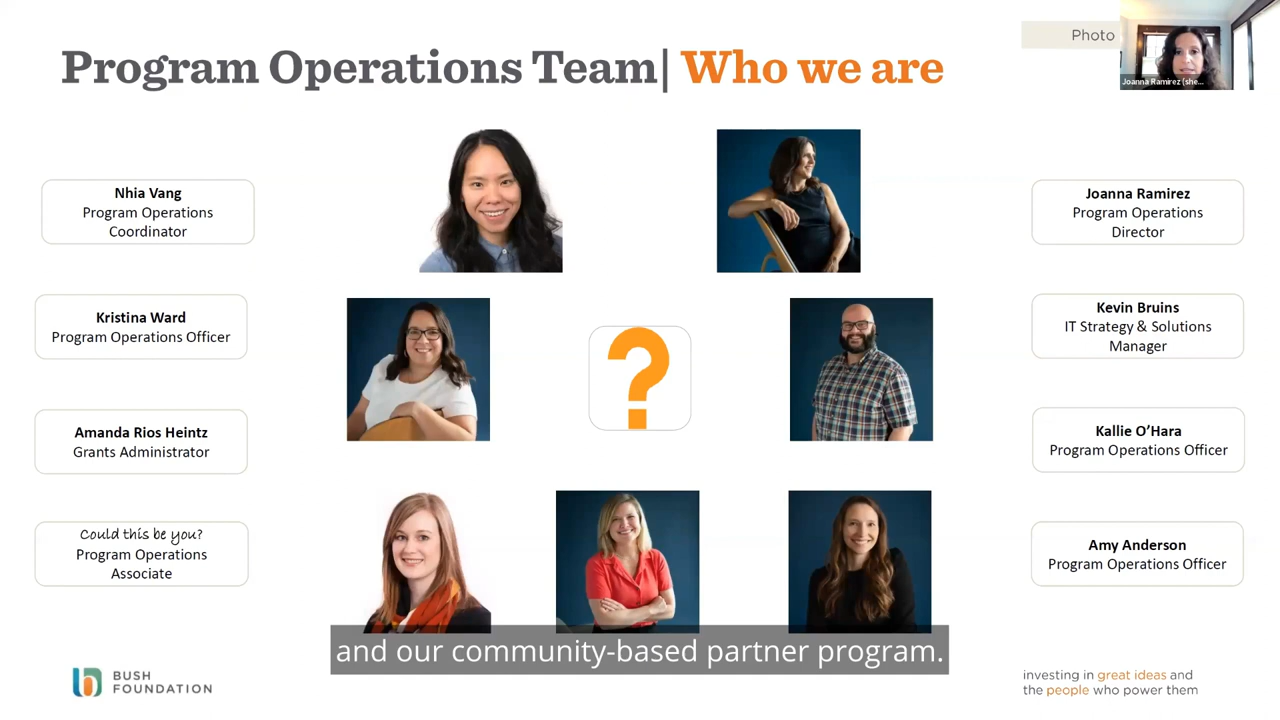 Program Operations Team| Who we are
Photo
Joanna Ramirez (she...
Nhia Vang
Program Operations
Coordinator
Kristina Ward
Program Operations Officer
Amanda Rios Heintz
Grants Administrator
Could this be you?
Program Operations
Associate
?
Joanna Ramirez
Program Operations
Director
Kevin Bruins
IT Strategy & Solutions
Manager
Kallie O’Hara
Program Operations Officer
Amy Anderson
Program Operations Officer
and our community-based partner program.
BUSH
FOUNDATION
investing in great ideas and
the people who power them